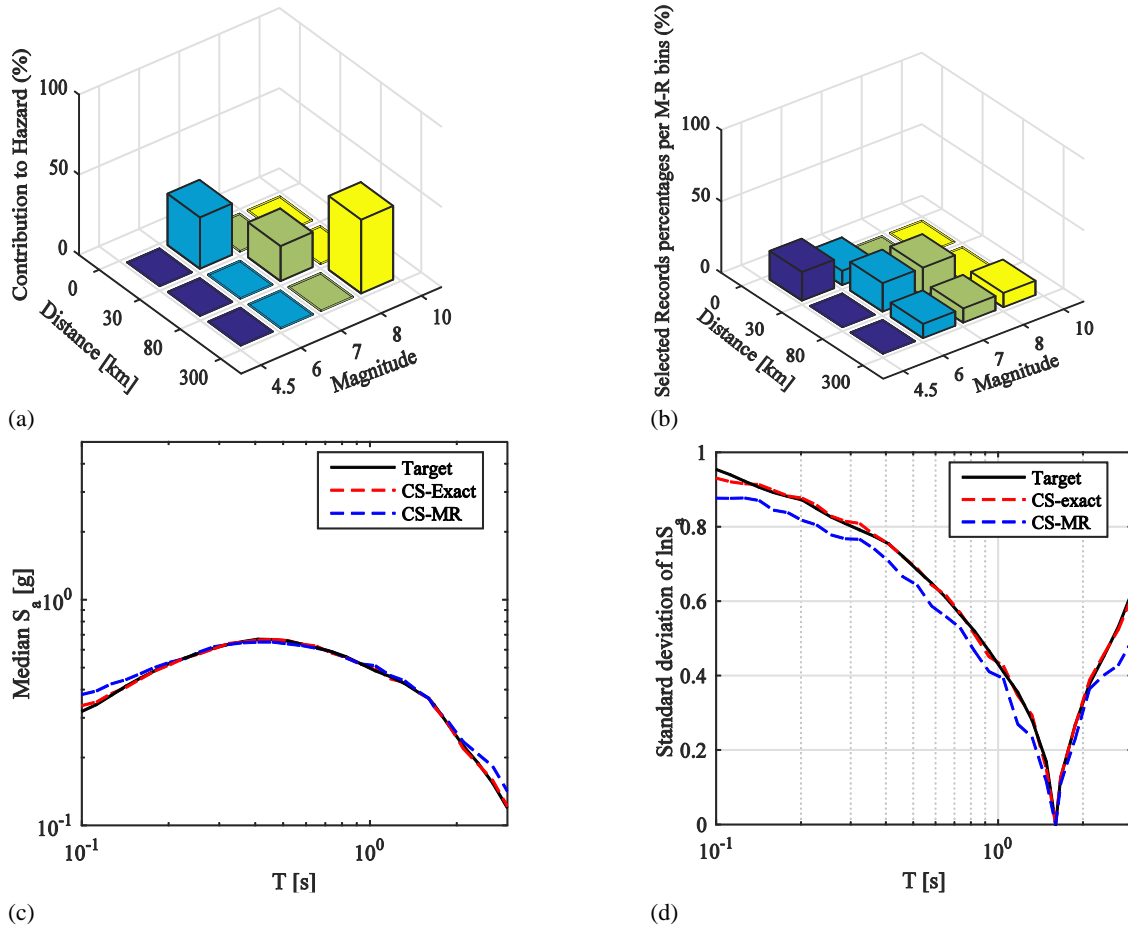 Contribution to Hazard (%)
100
50
0
0
30
80
300
Distance [km]
4.5
6
7
8
10
Magnitude
(a)
Selected Records percentages per M-R bins (%)
100
50
0
0
30
80
300
Distance [km]
4.5
6
7
8
10
Magnitude
(b)
Median S_a [g]
10^0
10^-1
10^-1
10^0
T [s]
Target
CS-Exact
CS-MR
(c)
Standard deviation of lnS_a
1
0.8
0.6
0.4
0.2
0
10^-1
10^0
T [s]
Target
CS-exact
CS-MR
(d)